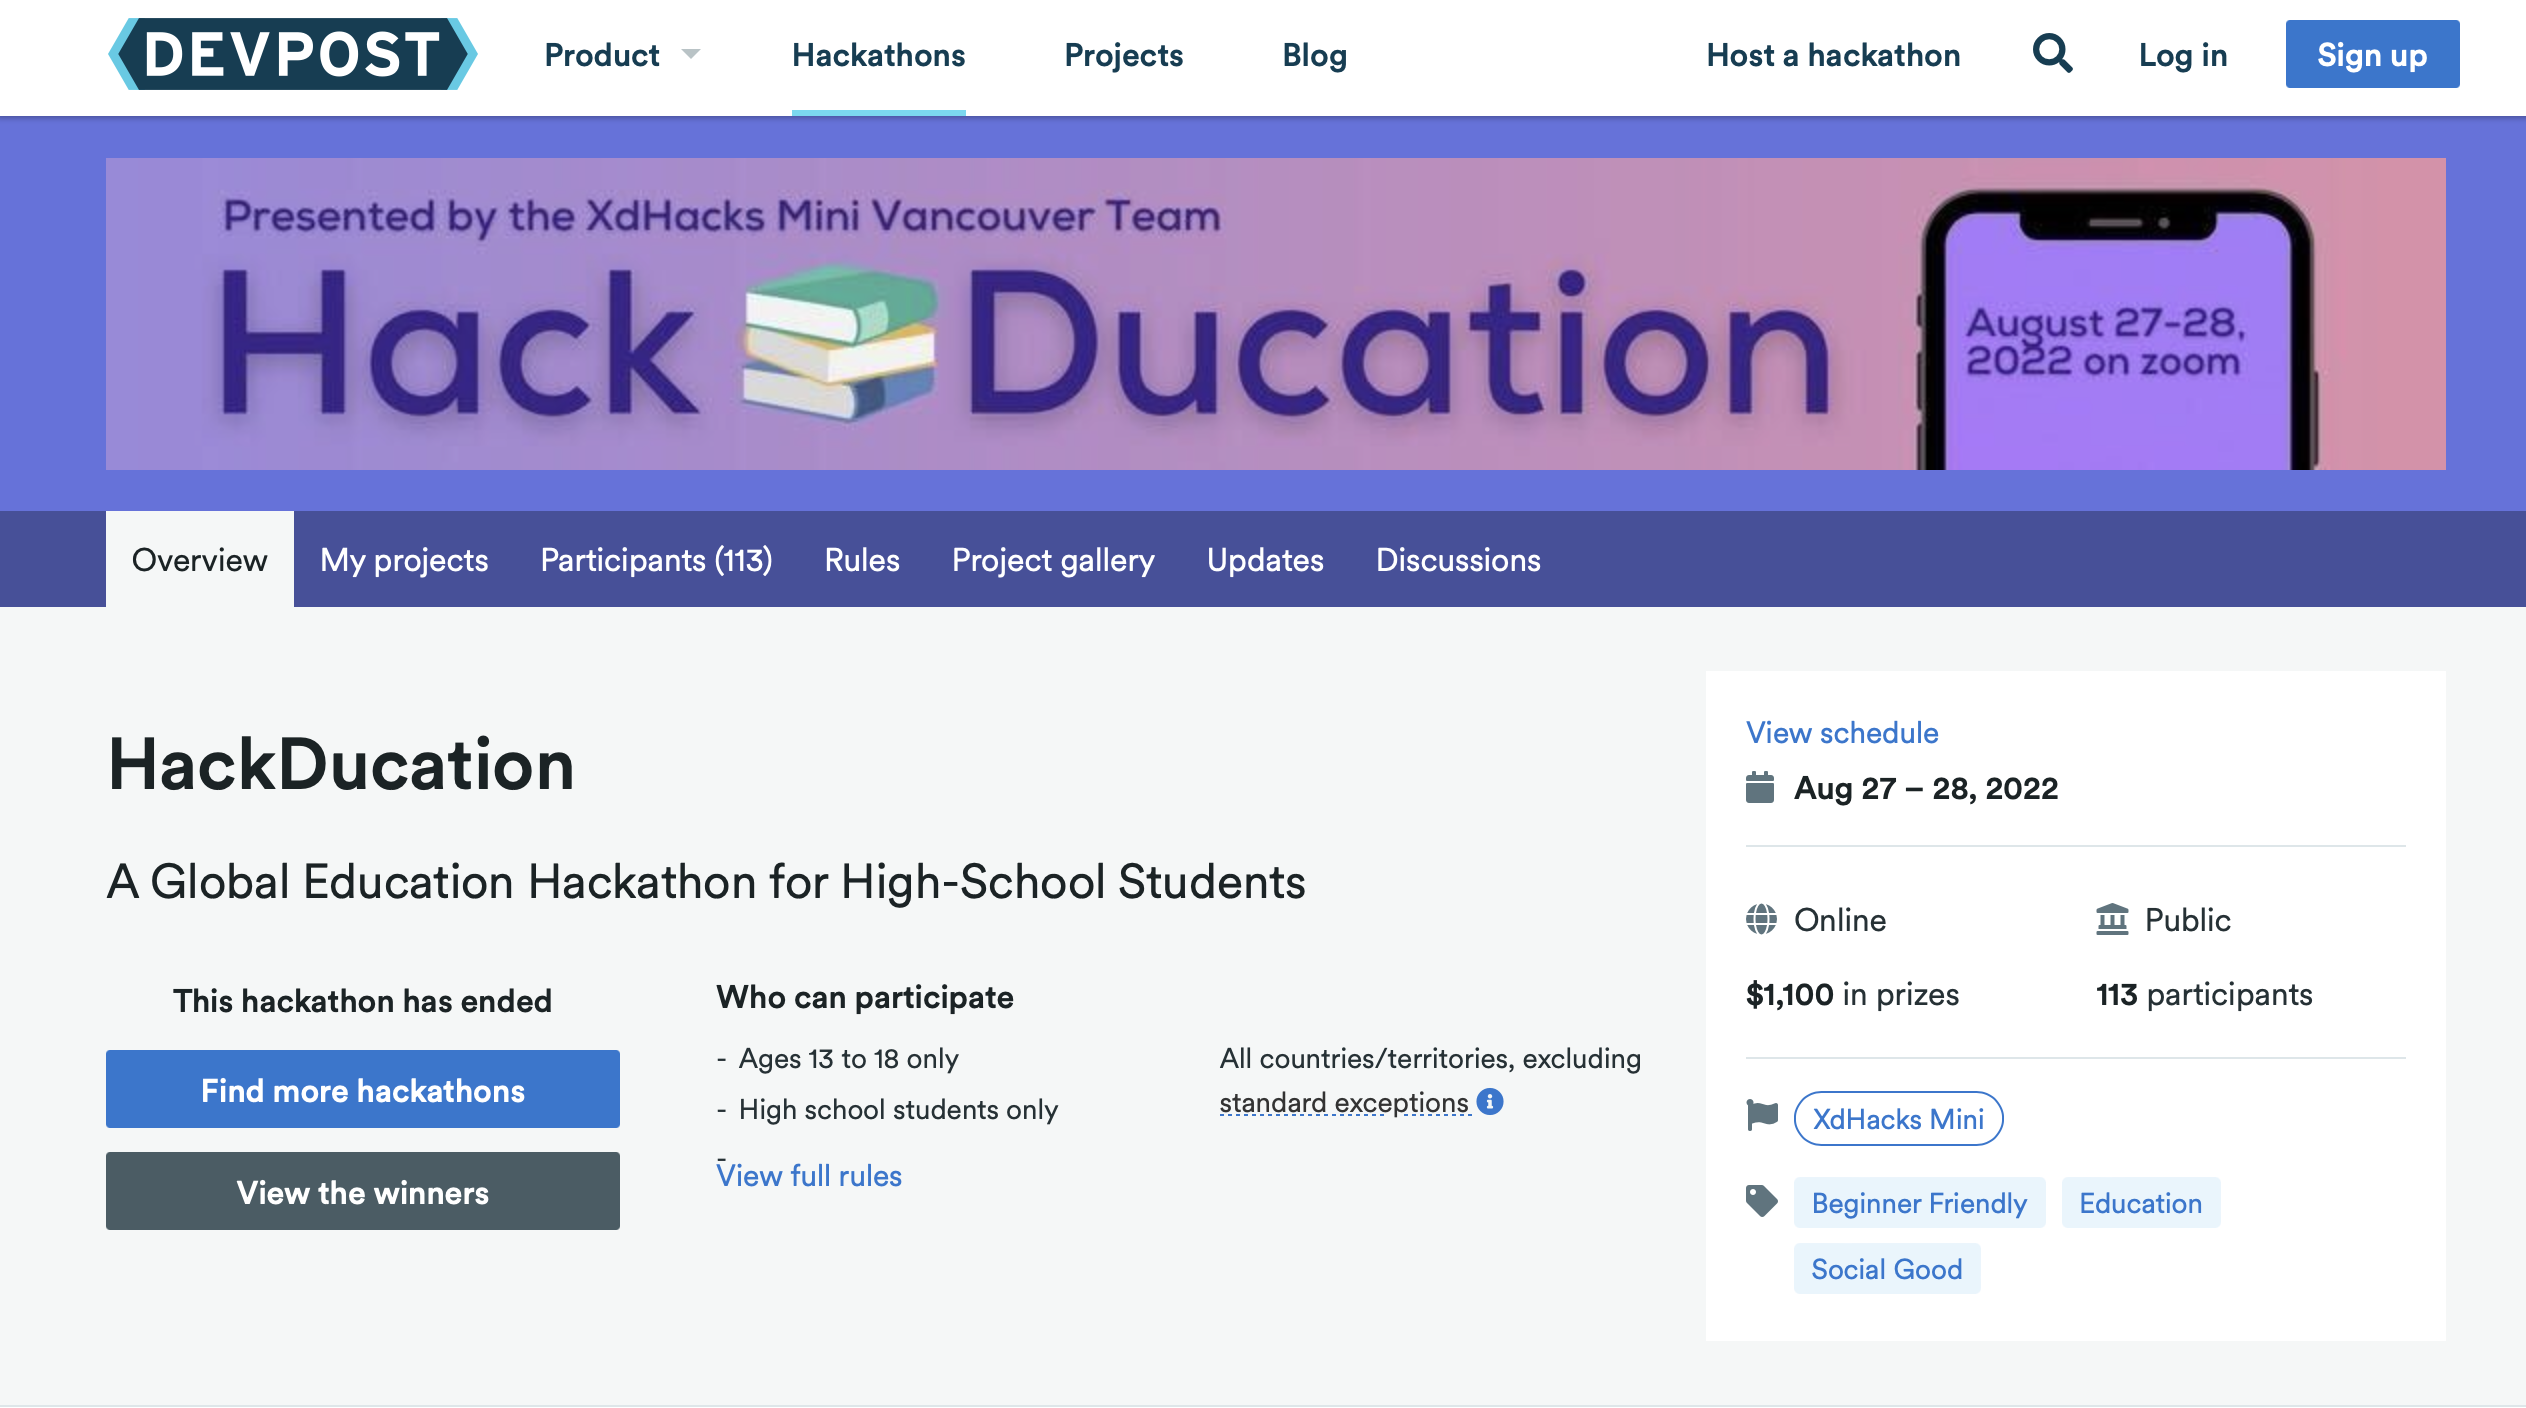 DEVPOST
Product
Hackathons
Projects
Blog
Host a hackathon
Log in
Sign up
Presented by the XdHacks Mini Vancouver Team
Hack Ducation
August 27-28,
2022 on zoom
Overview
My projects
Participants (113)
Rules
Project gallery
Updates
Discussions
HackDucation
A Global Education Hackathon for High-School Students
This hackathon has ended
Find more hackathons
View the winners
Who can participate
- Ages 13 to 18 only
- High school students only
-
View full rules
All countries/territories, excluding
standard exceptions
View schedule
Aug 27 – 28, 2022
Online
Public
$1,100 in prizes
113 participants
XdHacks Mini
Beginner Friendly
Education
Social Good